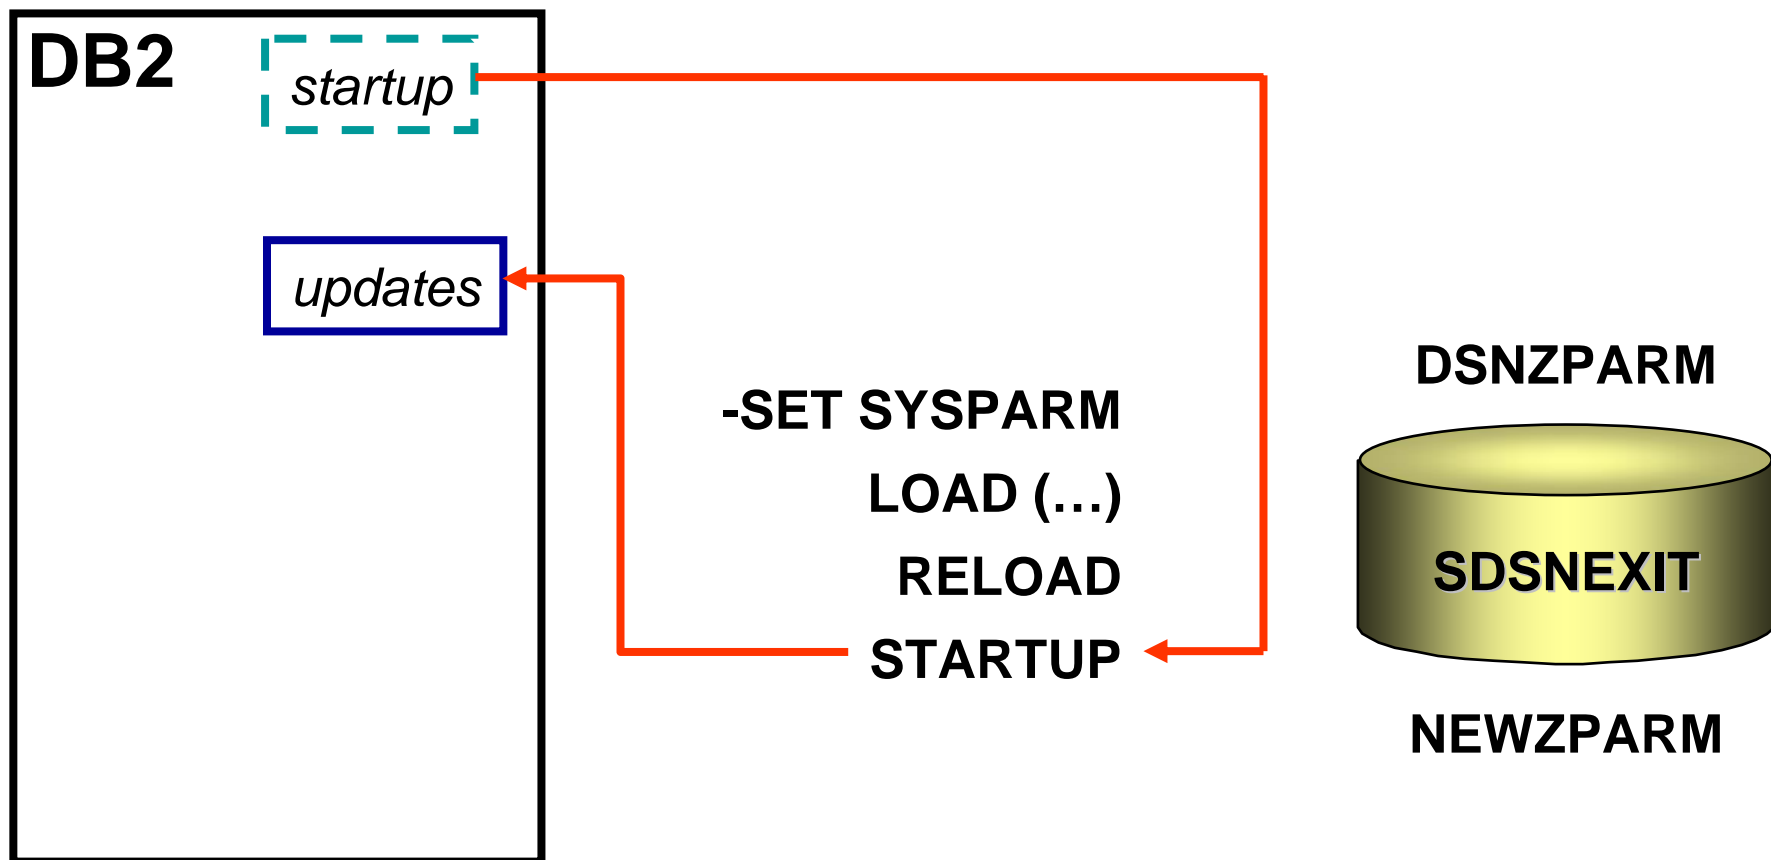 DB2
startup
updates
-SET SYSPARM
LOAD (…)
RELOAD
STARTUP
DSNZPARM
SDSNEXIT
NEWZPARM